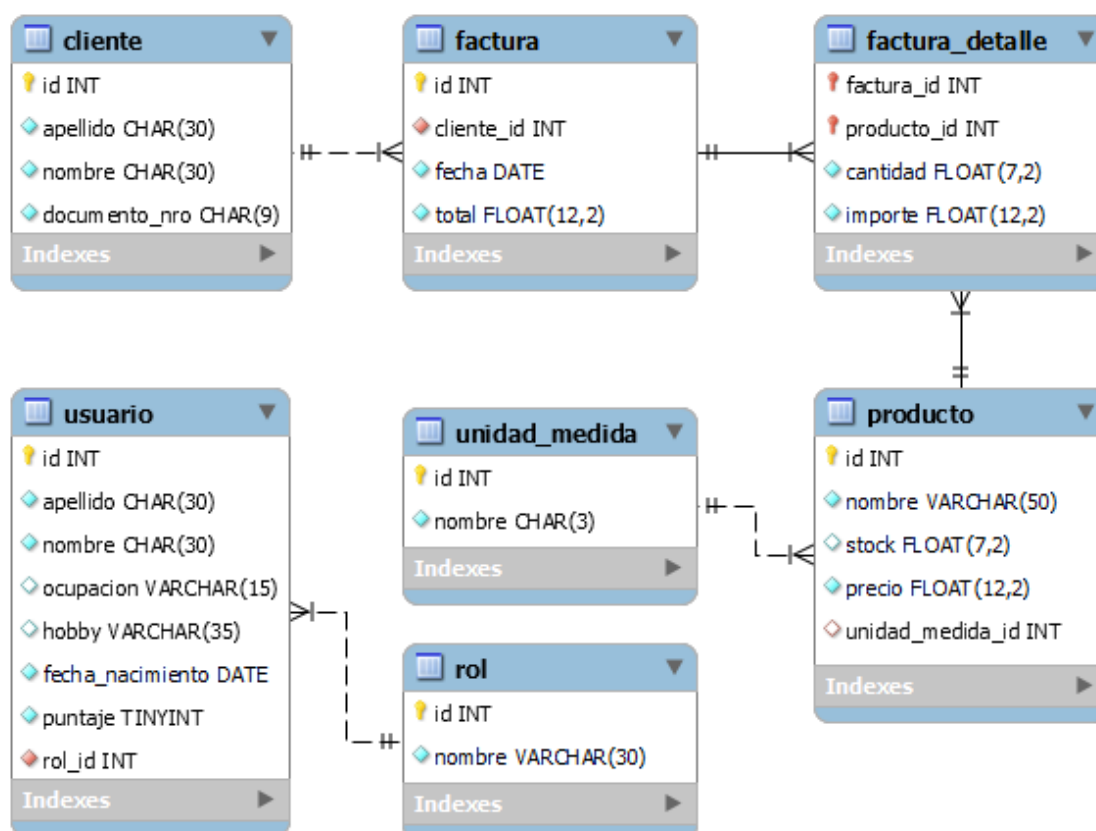 cliente
id INT
apellido CHAR(30)
nombre CHAR(30)
documento_nro CHAR(9)
Indexes
factura
id INT
cliente_id INT
fecha DATE
total FLOAT(12,2)
Indexes
factura_detalle
factura_id INT
producto_id INT
cantidad FLOAT(7,2)
importe FLOAT(12,2)
Indexes
usuario
id INT
apellido CHAR(30)
nombre CHAR(30)
ocupacion VARCHAR(15)
hobby VARCHAR(35)
fecha_nacimiento DATE
puntaje TINYINT
rol_id INT
Indexes
unidad_medida
id INT
nombre CHAR(3)
Indexes
rol
id INT
nombre VARCHAR(30)
Indexes
producto
id INT
nombre VARCHAR(50)
stock FLOAT(7,2)
precio FLOAT(12,2)
unidad_medida_id INT
Indexes